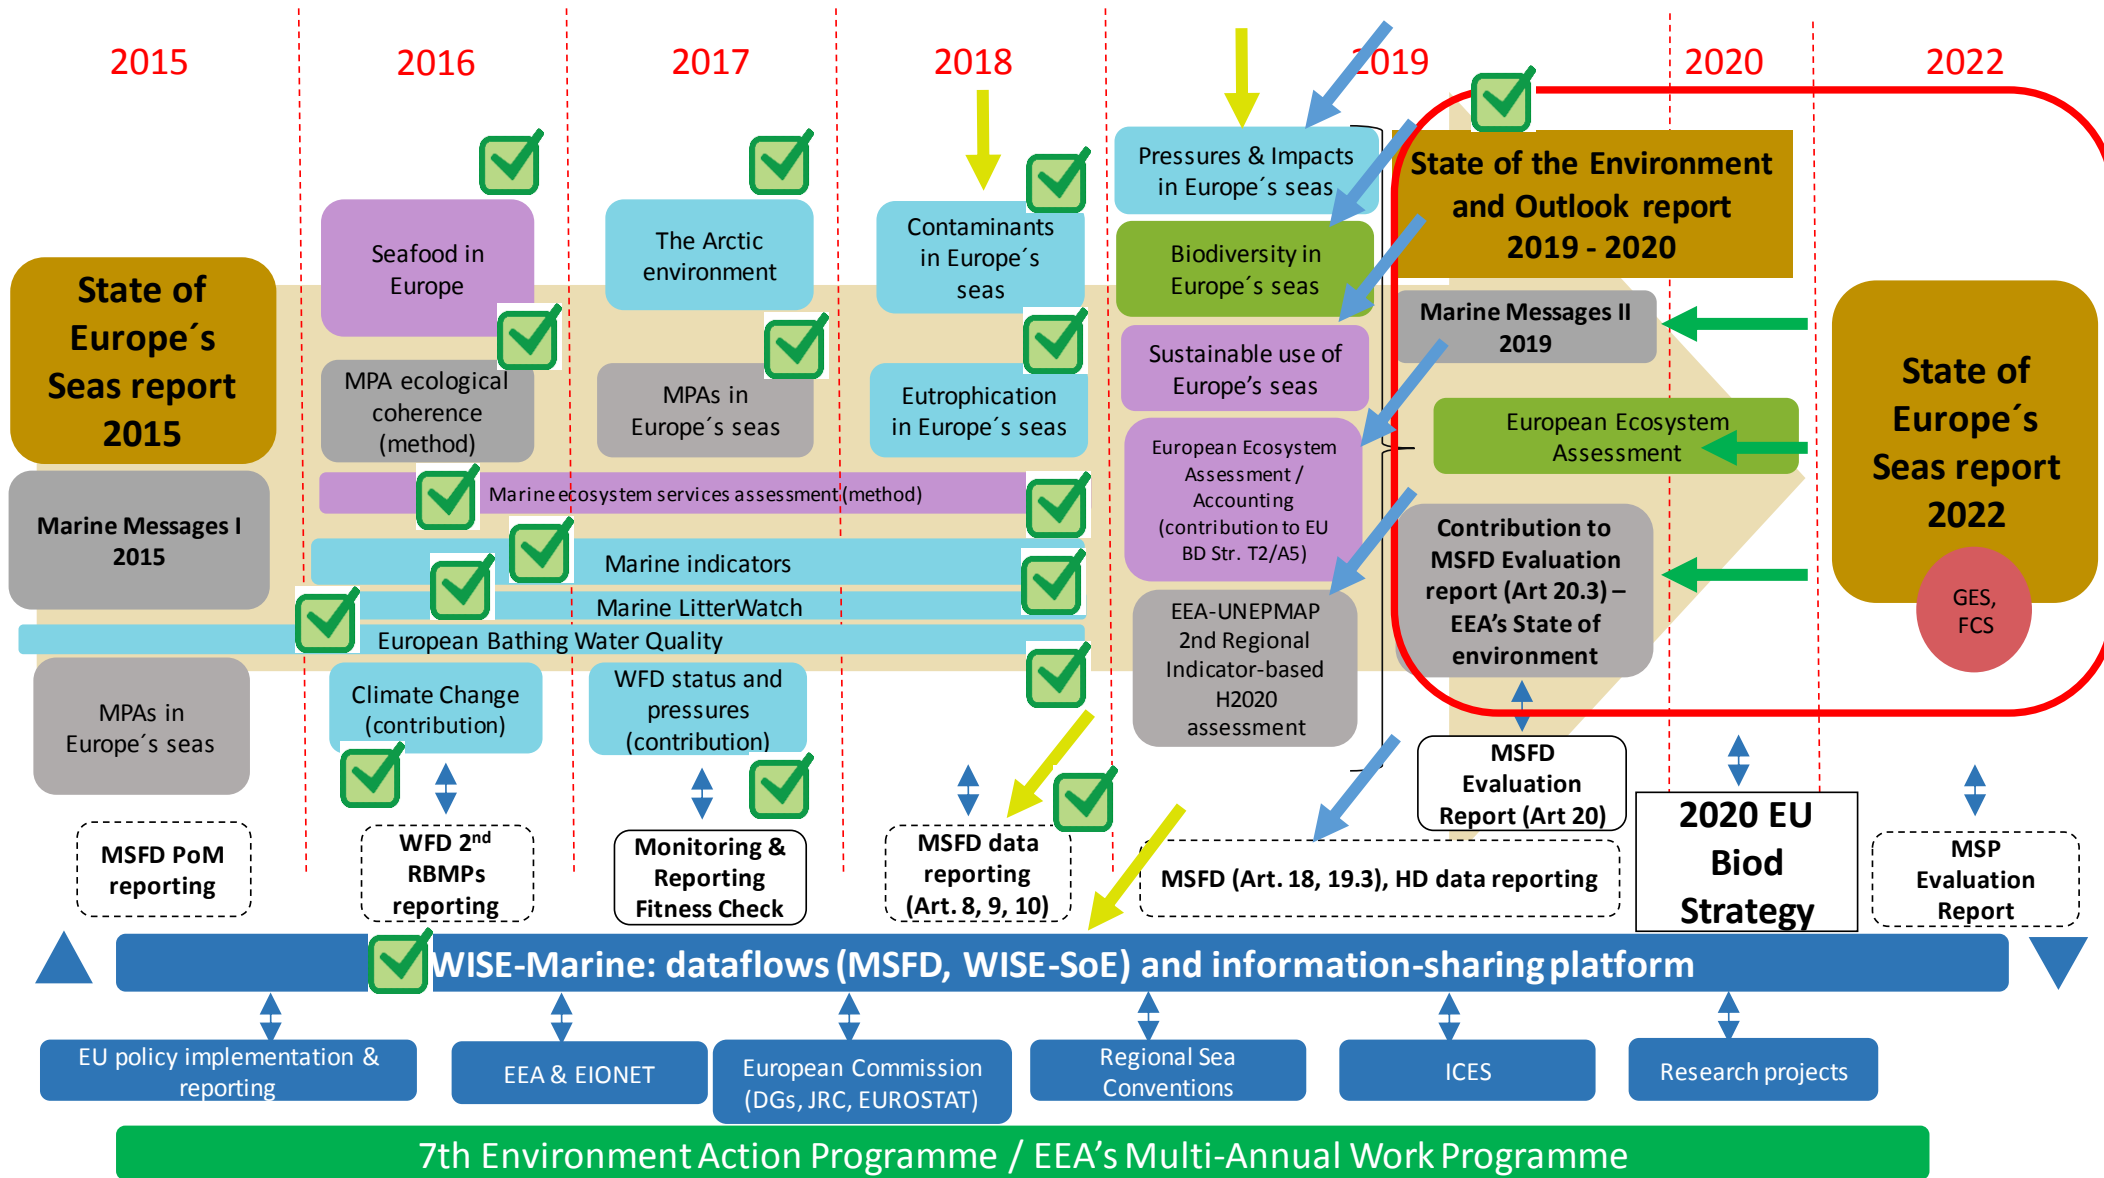 2015
2016
2017
2018
2019
2020
2022
State of
Europe´s
Seas report
2015
Marine Messages I
2015
MPAs in
Europe´s seas
MSFD PoM
reporting
Seafood in
Europe
MPA ecological
coherence
(method)
Marine ecosystem services assessment (method)
Marine indicators
Marine LitterWatch
European Bathing Water Quality
Climate Change
(contribution)
WFD 2nd
RBMPs
reporting
The Arctic
environment
MPAs in
Europe´s seas
WFD status and
pressures
(contribution)
Monitoring &
Reporting
Fitness Check
Contaminants
in Europe´s
seas
Eutrophication
in Europe´s seas
MSFD data
reporting
(Art. 8, 9, 10)
Pressures & Impacts
in Europe´s seas
Biodiversity in
Europe´s seas
Sustainable use of
Europe’s seas
European Ecosystem
Assessment /
Accounting
(contribution to EU
BD Str. T2/A5)
EEA-UNEPMAP
2nd Regional
Indicator-based
H2020
assessment
MSFD (Art. 18, 19.3), HD data reporting
State of the Environment
and Outlook report
2019 - 2020
Marine Messages II
2019
European Ecosystem
Assessment
Contribution to
MSFD Evaluation
report (Art 20.3) –
EEA’s State of
environment
MSFD
Evaluation
Report (Art 20)
2020 EU
Biod
Strategy
State of
Europe´s
Seas report
2022
GES,
FCS
MSP
Evaluation
Report
WISE-Marine: dataflows (MSFD, WISE-SoE) and information-sharing platform
EU policy implementation &
reporting
EEA & EIONET
European Commission
(DGs, JRC, EUROSTAT)
Regional Sea
Conventions
ICES
Research projects
7th Environment Action Programme / EEA’s Multi-Annual Work Programme